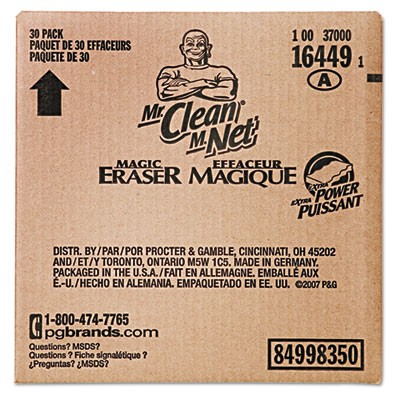 30 PACK
PAQUET DE 30 EFFACEURS
PAQUETE DE 30
1 00 37000
16449 1
A
Mr. Clean
M. Net
MAGIC EFFACEUR
ERASER MAGIQUE
EXTRA POWER
EXTRA PUISSANT
DISTR. BY/PAR/POR PROCTER & GAMBLE, CINCINNATI, OH 45202
AND/ET/Y TORONTO, ONTARIO M5W 1C5. MADE IN GERMANY.
PACKAGED IN THE U.S.A./FAIT EN ALLEMAGNE. EMBALLÉ AUX
É.-U./HECHO EN ALEMANIA. EMPAQUETADO EN EE. UU. ©2007 P&G
1-800-474-7765
pgbrands.com
Questions? MSDS?
Questions ? Fiche signalétique ?
¿Preguntas? ¿MSDS?
84998350